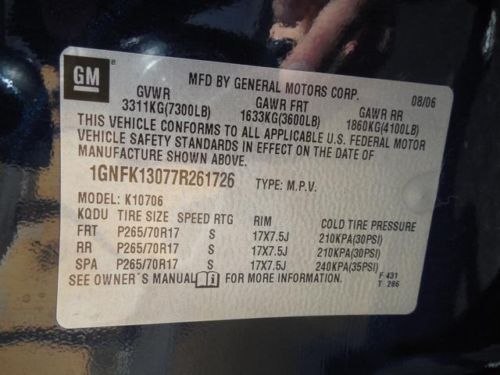 GM
MFD BY GENERAL MOTORS CORP. 08/06
GVWR GAWR FRT GAWR RR
3311KG(7300LB) 1633KG(3600LB) 1860KG(4100LB)
THIS VEHICLE CONFORMS TO ALL APPLICABLE U.S. FEDERAL MOTOR
VEHICLE SAFETY STANDARDS IN EFFECT ON THE DATE OF
MANUFACTURE SHOWN ABOVE.
1GNFK13077R261726 TYPE: M.P.V.
MODEL: K10706
KODU TIRE SIZE SPEED RTG RIM COLD TIRE PRESSURE
FRT P265/70R17 S 17X7.5J 210KPA(30PSI)
RR P265/70R17 S 17X7.5J 210KPA(30PSI)
SPA P265/70R17 S 17X7.5J 240KPA(35PSI)
SEE OWNER`S MANUAL i FOR MORE INFORMATION.
F 431
T 286